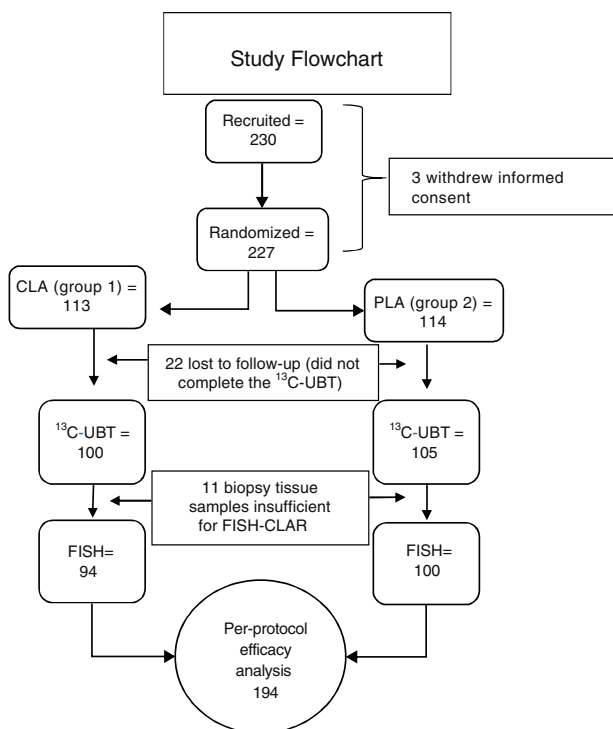 Study Flowchart
Recruited =
230
3 withdrew informed
consent
Randomized =
227
CLA (group 1) =
113
PLA (group 2) =
114
22 lost to follow-up (did not
complete the ¹³C-UBT)
¹³C-UBT =
100
¹³C-UBT =
105
11 biopsy tissue
samples insufficient
for FISH-CLAR
FISH=
94
FISH=
100
Per-protocol
efficacy
analysis
194